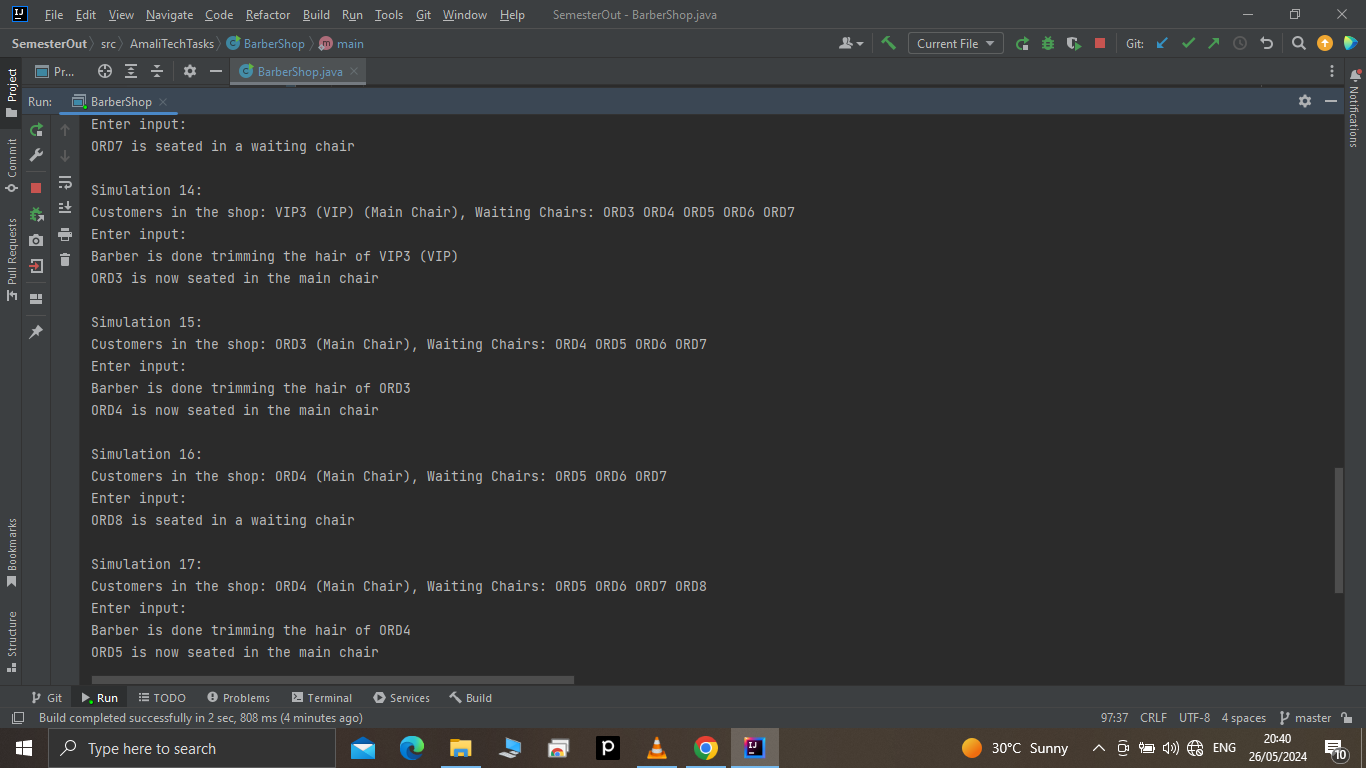 File Edit View Navigate Code Refactor Build Run Tools Git Window Help SemesterOut - BarberShop.java
SemesterOut src AmaliTechTasks BarberShop main Current File Git:
Project Pr... BarberShop.java Notifications
Run: BarberShop
Commit
Pull Requests
Bookmarks
Structure
Enter input:
ORD7 is seated in a waiting chair
Simulation 14:
Customers in the shop: VIP3 (VIP) (Main Chair), Waiting Chairs: ORD3 ORD4 ORD5 ORD6 ORD7
Enter input:
Barber is done trimming the hair of VIP3 (VIP)
ORD3 is now seated in the main chair
Simulation 15:
Customers in the shop: ORD3 (Main Chair), Waiting Chairs: ORD4 ORD5 ORD6 ORD7
Enter input:
Barber is done trimming the hair of ORD3
ORD4 is now seated in the main chair
Simulation 16:
Customers in the shop: ORD4 (Main Chair), Waiting Chairs: ORD5 ORD6 ORD7
Enter input:
ORD8 is seated in a waiting chair
Simulation 17:
Customers in the shop: ORD4 (Main Chair), Waiting Chairs: ORD5 ORD6 ORD7 ORD8
Enter input:
Barber is done trimming the hair of ORD4
ORD5 is now seated in the main chair
Git Run TODO Problems Terminal Services Build
Build completed successfully in 2 sec, 808 ms (4 minutes ago) 97:37 CRLF UTF-8 4 spaces master
Type here to search 30°C Sunny ENG 20:40
26/05/2024 10